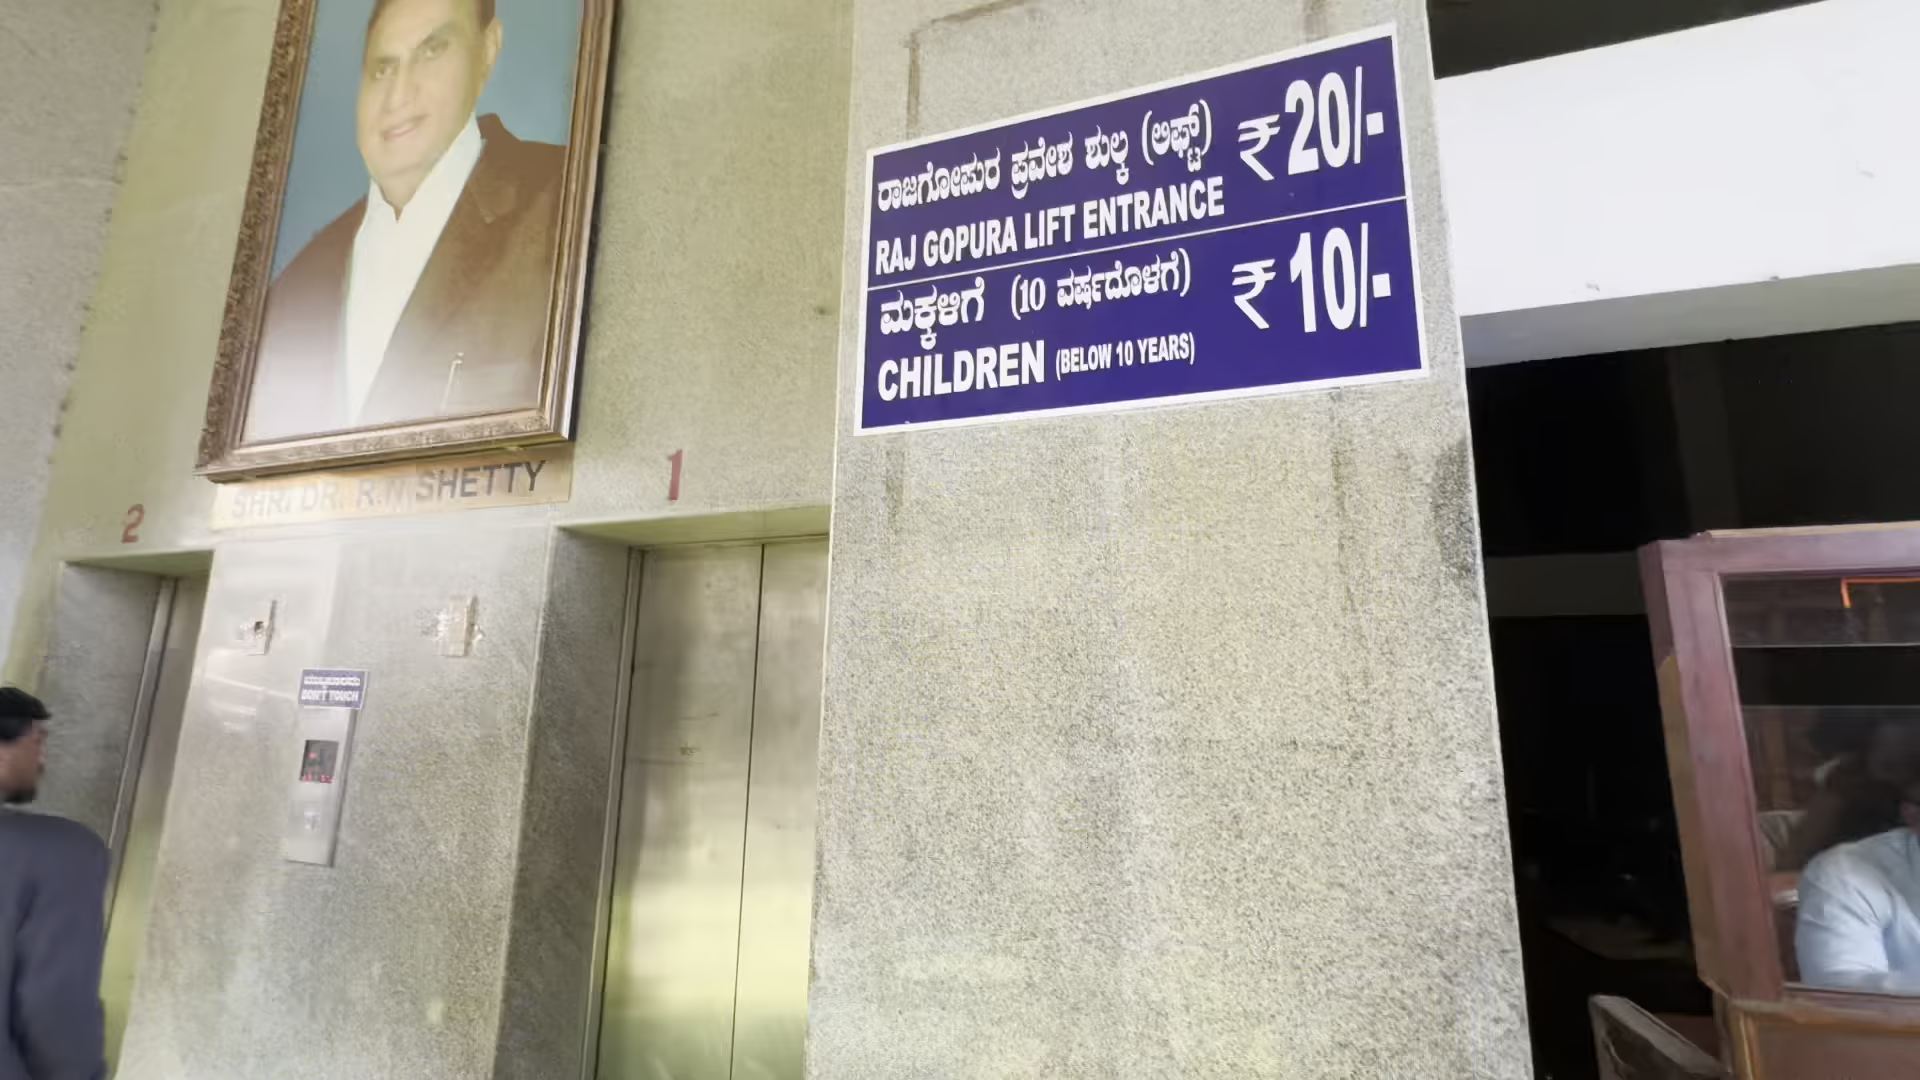 ರಾಜಗೋಪುರ ಪ್ರವೇಶ ಶುಲ್ಕ (ಲಿಫ್ಟ್) ₹ 20/-
RAJ GOPURA LIFT ENTRANCE
ಮಕ್ಕಳಿಗೆ (10 ವರ್ಷದೊಳಗೆ) ₹ 10/-
CHILDREN (BELOW 10 YEARS)
SHRI DR. R.N SHETTY
2
1
DON'T TOUCH